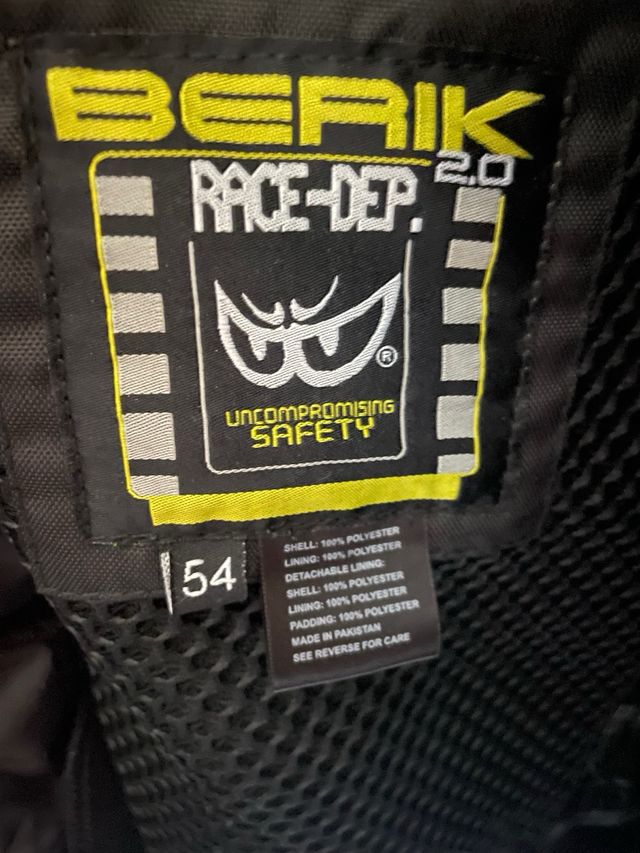 BERIK
2.0
RACE-DEP.
®
UNCOMPROMISING
SAFETY
54
SHELL: 100% POLYESTER
LINING: 100% POLYESTER
DETACHABLE LINING:
SHELL: 100% POLYESTER
LINING: 100% POLYESTER
PADDING: 100% POLYESTER
MADE IN PAKISTAN
SEE REVERSE FOR CARE